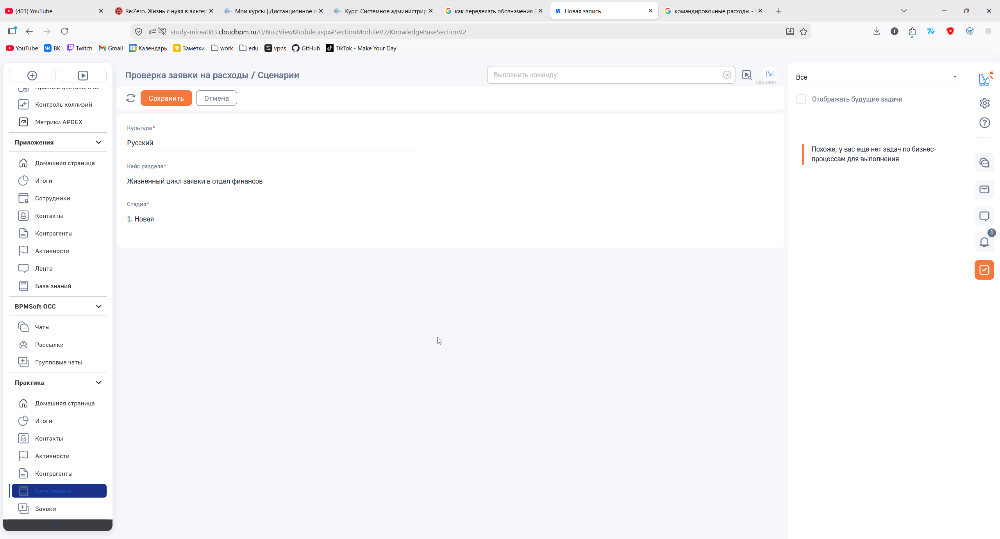 (401) YouTube
Re:Zero. Жизнь с нуля в альтер
Мои курсы | Дистанционное о
Курс: Системное администрир
как переделать обозначения
Новая запись
командировочные расходы -
study-mirea083.cloudbpm.ru/0/Nui/ViewModule.aspx#SectionModuleV2/KnowledgeBaseSectionV2
YouTube
ВК
Twitch
Gmail
31
Календарь
Заметки
work
edu
vpns
GitHub
TikTok - Make Your Day
Контроль коллизий
Метрики APDEX
Приложения
Домашняя страница
Итоги
Сотрудники
Контакты
Контрагенты
Активности
Лента
База знаний
BPMSoft OCC
Чаты
Рассылки
Групповые чаты
Практика
Домашняя страница
Итоги
Контакты
Активности
Контрагенты
База знаний
Заявки
Проверка заявки на расходы / Сценарии
Выполнить команду
1.8.0.14107
Сохранить
Отмена
Культура*
Русский
Кейс раздела*
Жизненный цикл заявки в отдел финансов
Стадия*
1. Новая
Все
Отображать будущие задачи
Похоже, у вас еще нет задач по бизнес-
процессам для выполнения
ЮКОМС
1